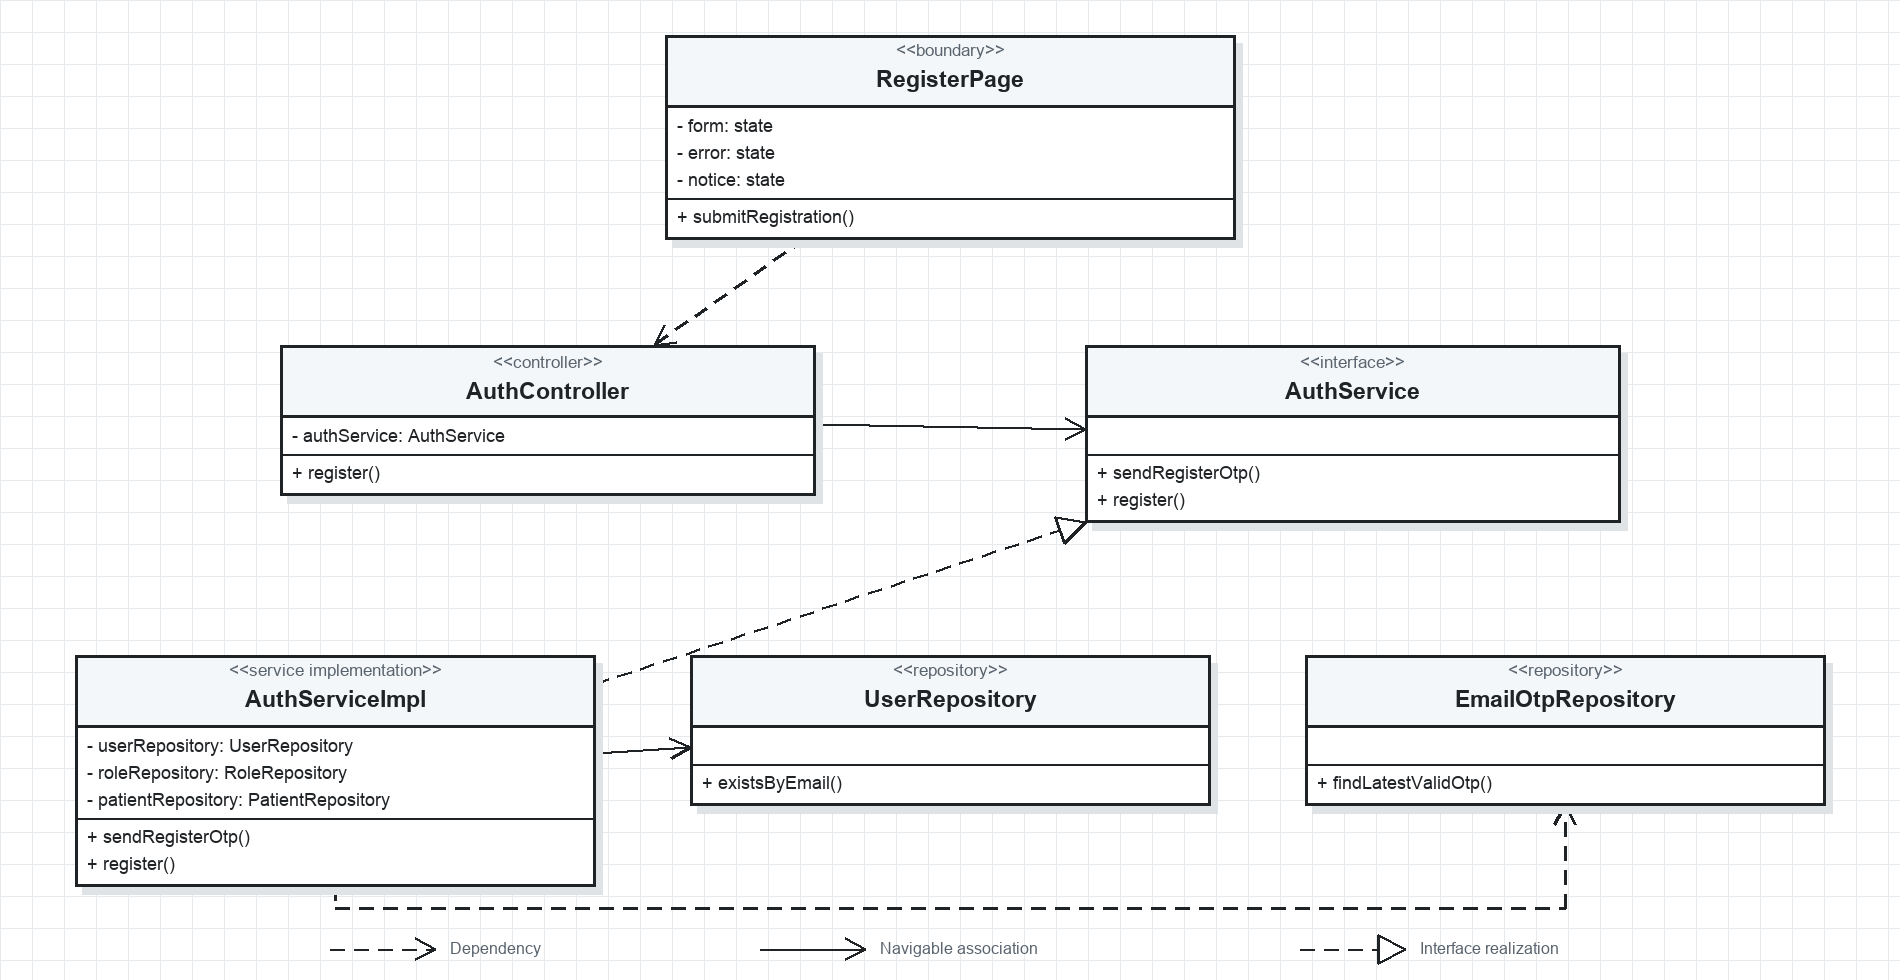 <<boundary>>
RegisterPage
- form: state
- error: state
- notice: state
+ submitRegistration()
<<controller>>
AuthController
- authService: AuthService
+ register()
<<interface>>
AuthService
+ sendRegisterOtp()
+ register()
<<service implementation>>
AuthServiceImpl
- userRepository: UserRepository
- roleRepository: RoleRepository
- patientRepository: PatientRepository
+ sendRegisterOtp()
+ register()
<<repository>>
UserRepository
+ existsByEmail()
<<repository>>
EmailOtpRepository
+ findLatestValidOtp()
Dependency
Navigable association
Interface realization